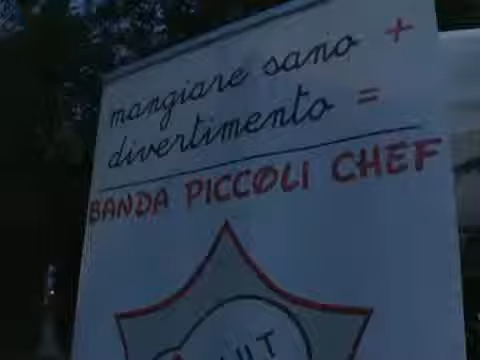 mangiare sano +
divertimento =
BANDA PICCOLI CHEF